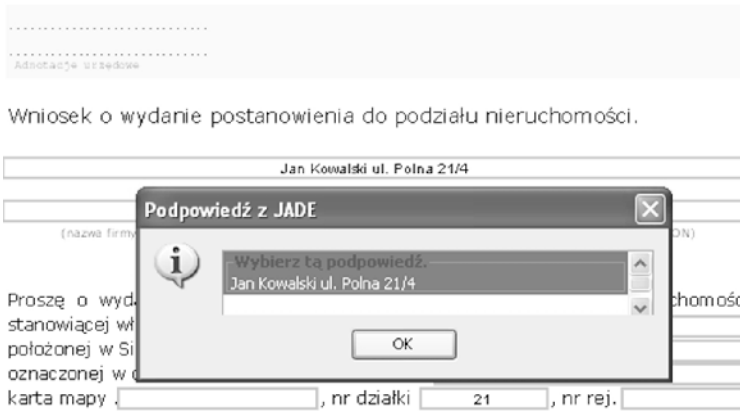 ............................
............................
Adnotacje urzędowe
Wniosek o wydanie postanowienia do podziału nieruchomości.
Jan Kowalski ul. Polna 21/4
Podpowiedź z JADE
(nazwa firmy
ON)
Wybierz tą podpowiedź.
Jan Kowalski ul. Polna 21/4
Proszę o wyd
homoś
stanowiącej wł
położonej w Si
OK
oznaczonej w
karta mapy . , nr działki 21 , nr rej.